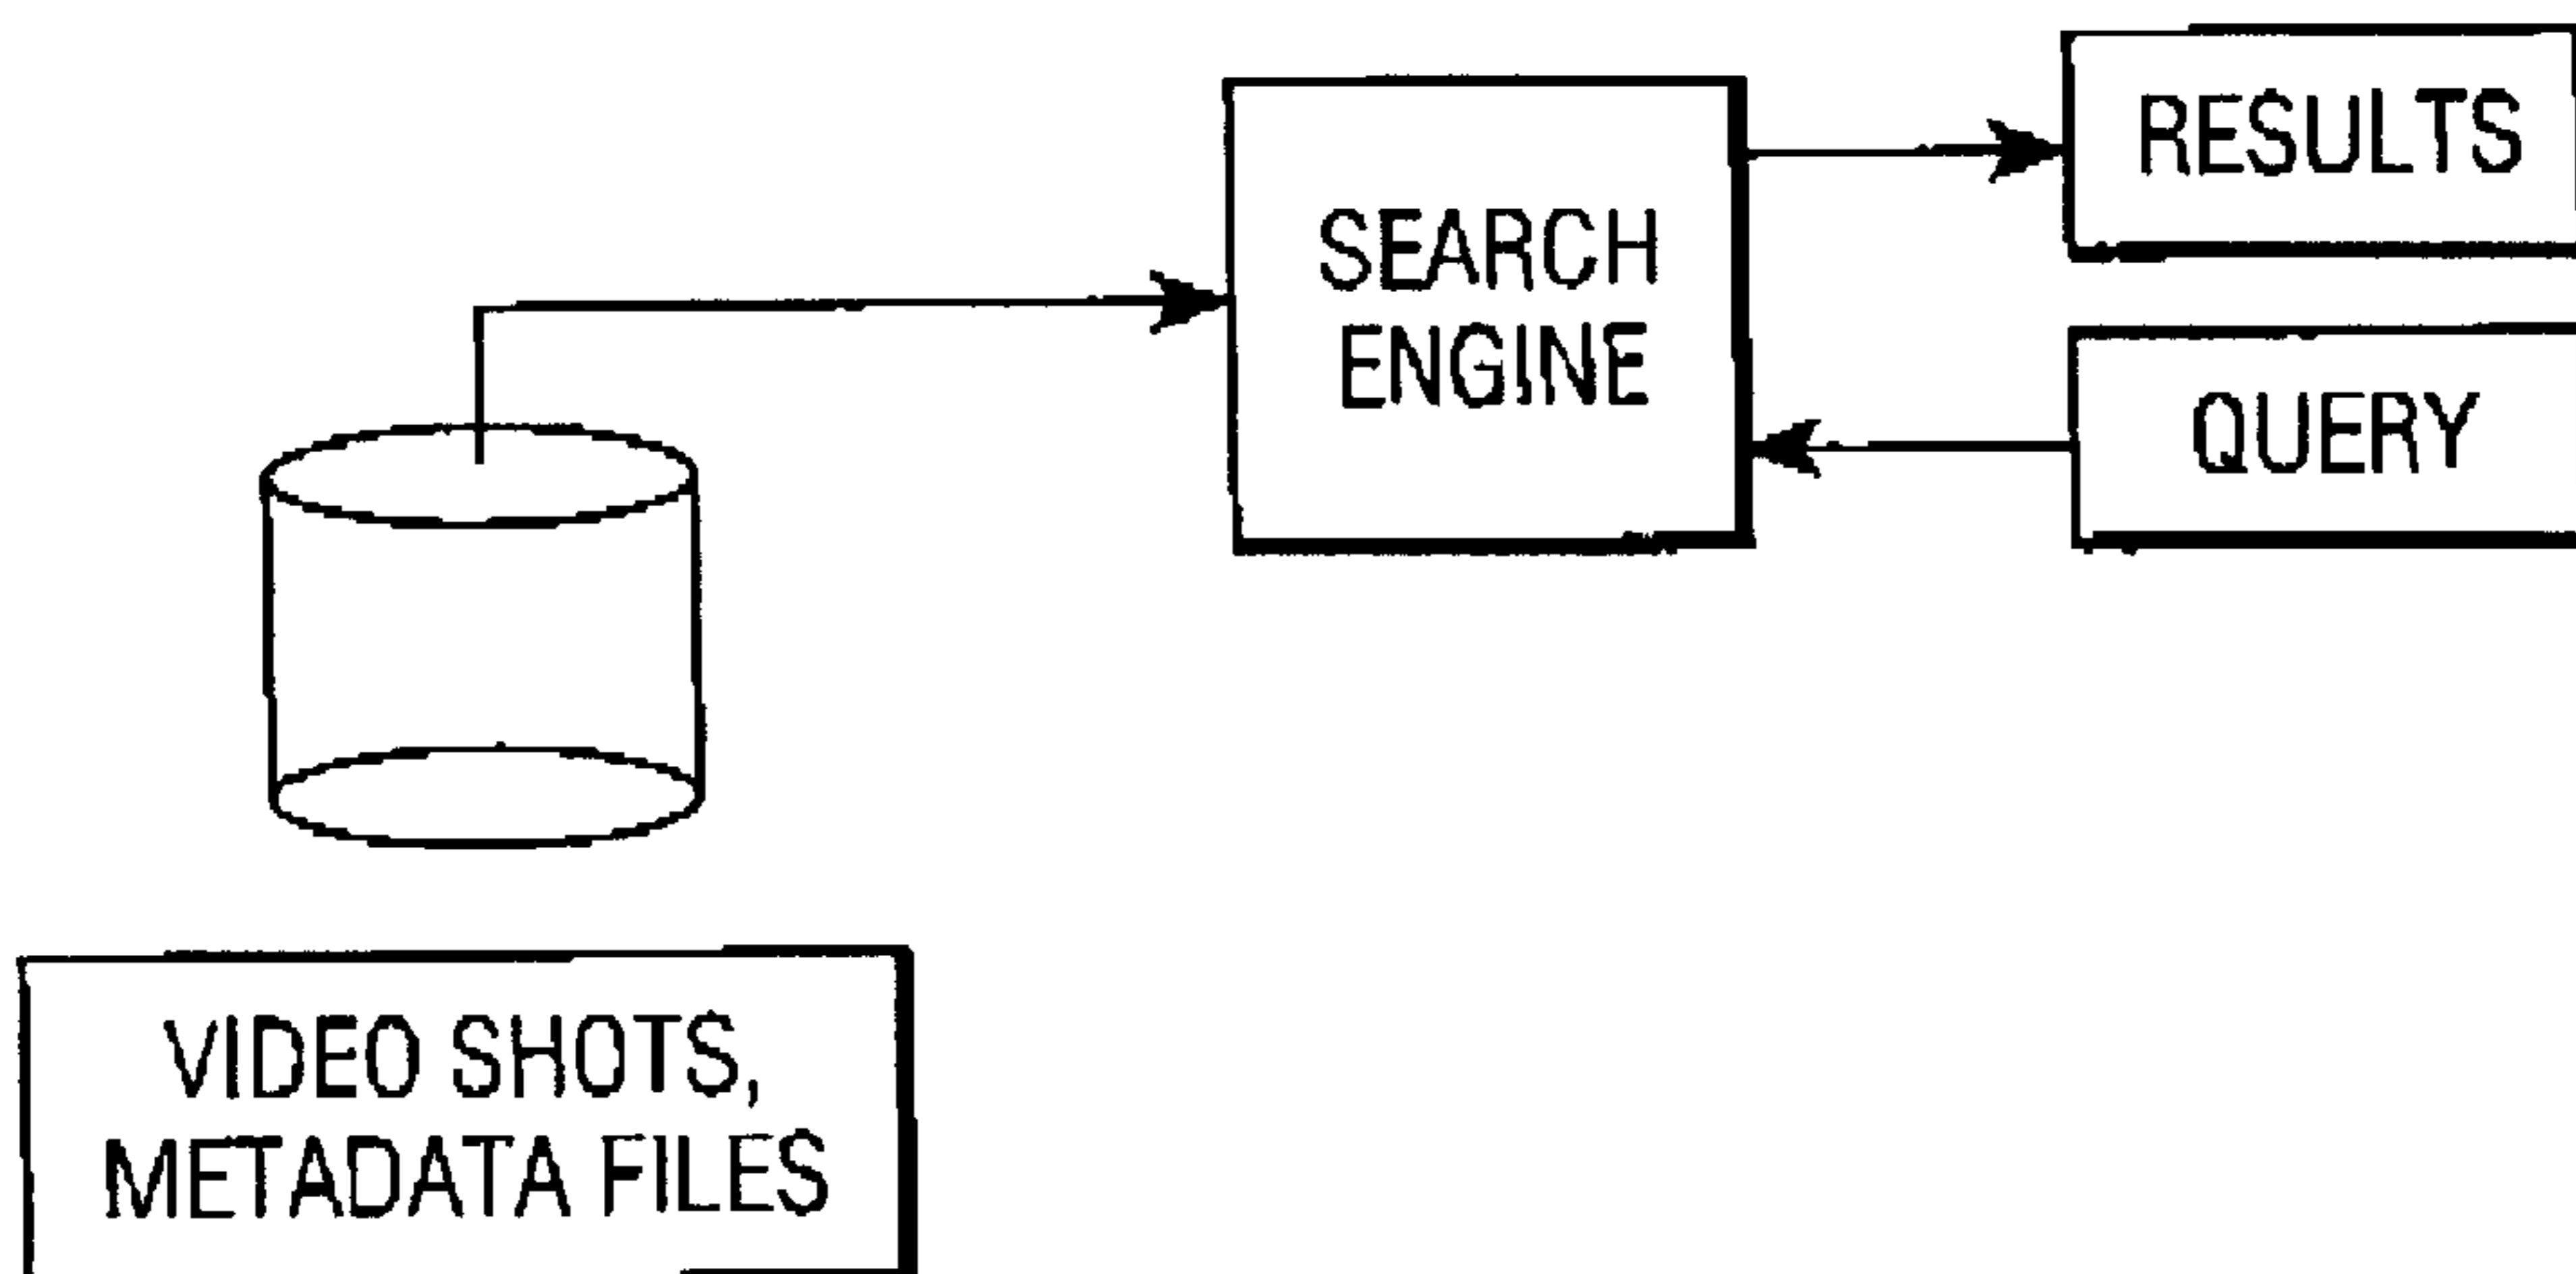 RESULTS
SEARCH
ENGINE
QUERY
VIDEO SHOTS,
METADATA FILES